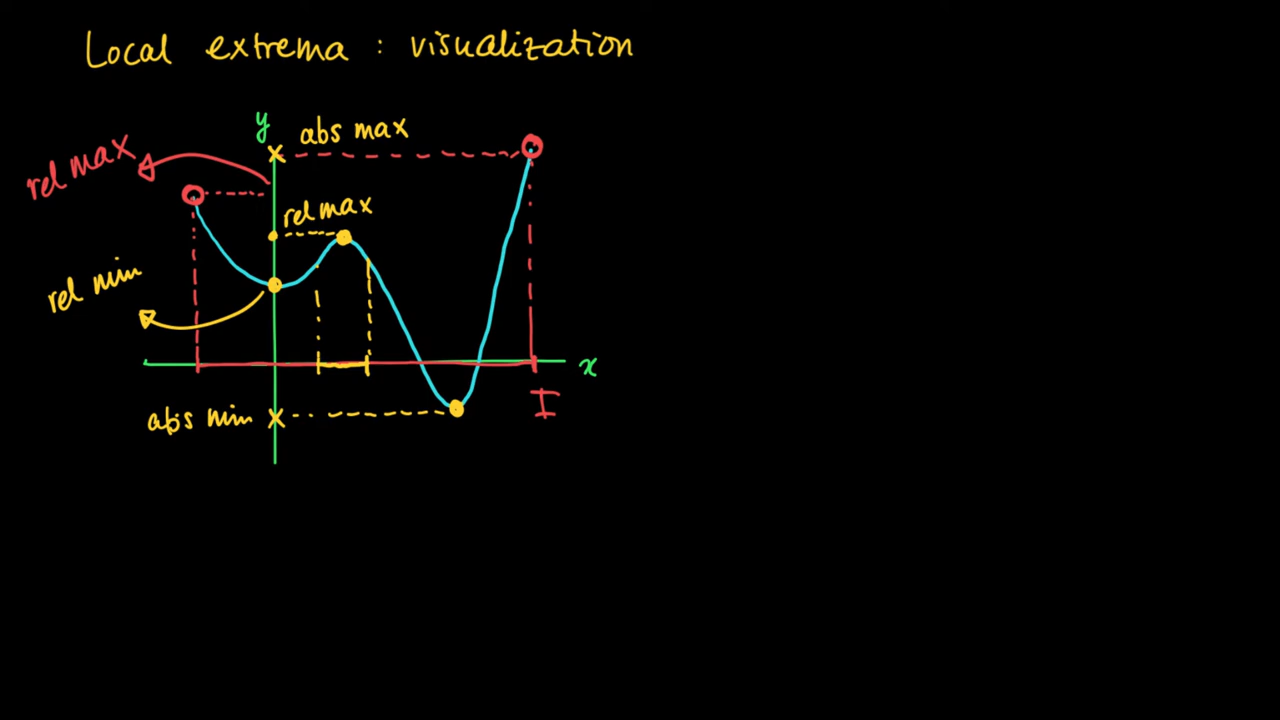 Local extrema : visualization
y
abs max
rel max
rel max
rel min
x
abs min
I